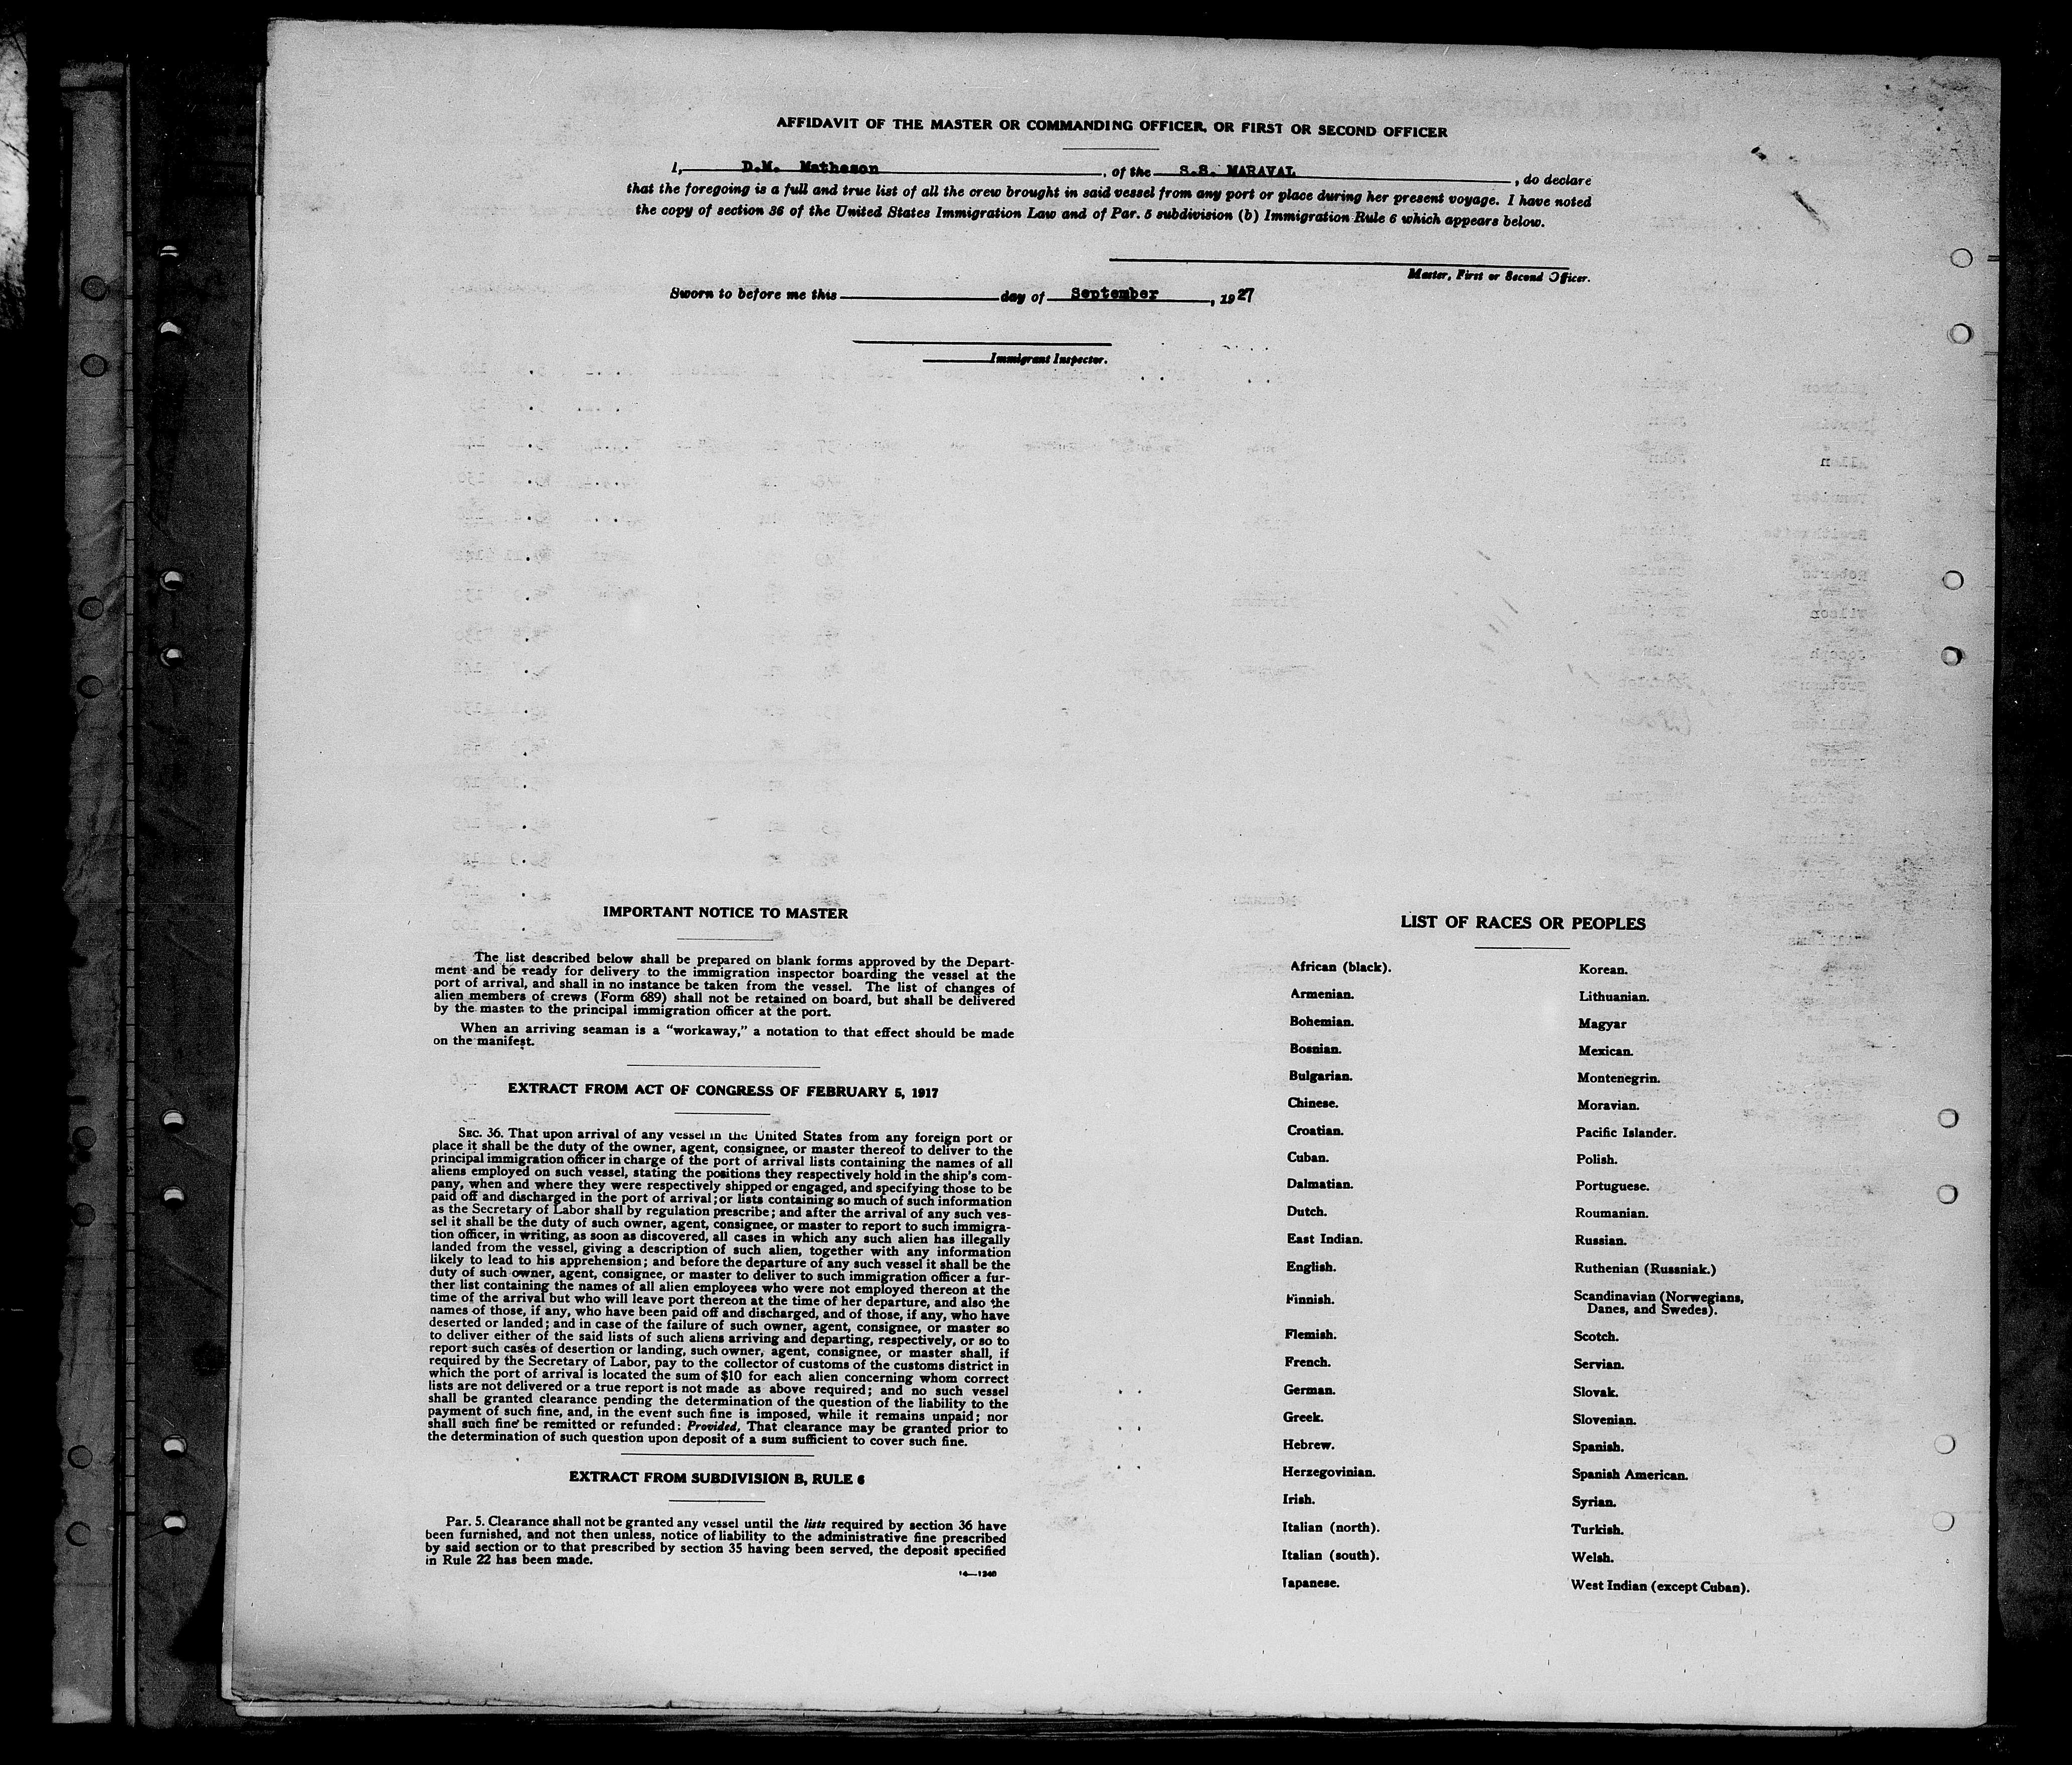 AFFIDAVIT OF THE MASTER OR COMMANDING OFFICER, OR FIRST OR SECOND OFFICER
I, D.M. Matheson, of the S.S. MARAVAL, do declare
that the foregoing is a full and true list of all the crew brought in said vessel from any port or place during her present voyage. I have noted
the copy of section 36 of the United States Immigration Law and of Par. 5 subdivision (b) Immigration Rule 6 which appears below.
Master, First or Second Officer.
Sworn to before me this day of September, 1927
Immigrant Inspector.
IMPORTANT NOTICE TO MASTER
The list described below shall be prepared on blank forms approved by the Depart-
ment and be ready for delivery to the immigration inspector boarding the vessel at the
port of arrival, and shall in no instance be taken from the vessel. The list of changes of
alien members of crews (Form 689) shall not be retained on board, but shall be delivered
by the master to the principal immigration officer at the port.
When an arriving seaman is a "workaway," a notation to that effect should be made
on the manifest.
EXTRACT FROM ACT OF CONGRESS OF FEBRUARY 5, 1917
SEC. 36. That upon arrival of any vessel in the United States from any foreign port or
place it shall be the duty of the owner, agent, consignee, or master thereof to deliver to the
principal immigration officer in charge of the port of arrival lists containing the names of all
aliens employed on such vessel, stating the positions they respectively hold in the ship's com-
pany, when and where they were respectively shipped or engaged, and specifying those to be
paid off and discharged in the port of arrival; or lists containing so much of such information
as the Secretary of Labor shall by regulation prescribe; and after the arrival of any such ves-
sel it shall be the duty of such owner, agent, consignee, or master to report to such immigra-
tion officer, in writing, as soon as discovered, all cases in which any such alien has illegally
landed from the vessel, giving a description of such alien, together with any information
likely to lead to his apprehension; and before the departure of any such vessel it shall be the
duty of such owner, agent, consignee, or master to deliver to such immigration officer a fur-
ther list containing the names of all alien employees who were not employed thereon at the
time of the arrival but who will leave port thereon at the time of her departure, and also the
names of those, if any, who have been paid off and discharged, and of those, if any, who have
deserted or landed; and in case of the failure of such owner, agent, consignee, or master so
to deliver either of the said lists of such aliens arriving and departing, respectively, or so to
report such cases of desertion or landing, such owner, agent, consignee, or master shall, if
required by the Secretary of Labor, pay to the collector of customs of the customs district in
which the port of arrival is located the sum of $10 for each alien concerning whom correct
lists are not delivered or a true report is not made as above required; and no such vessel
shall be granted clearance pending the determination of the question of the liability to the
payment of such fine, and, in the event such fine is imposed, while it remains unpaid; nor
shall such fine be remitted or refunded: Provided, That clearance may be granted prior to
the determination of such question upon deposit of a sum sufficient to cover such fine.
EXTRACT FROM SUBDIVISION B, RULE 6
Par. 5. Clearance shall not be granted any vessel until the lists required by section 36 have
been furnished, and not then unless, notice of liability to the administrative fine prescribed
by said section or to that prescribed by section 35 having been served, the deposit specified
in Rule 22 has been made.
14—1240
LIST OF RACES OR PEOPLES
African (black).
Armenian.
Bohemian.
Bosnian.
Bulgarian.
Chinese.
Croatian.
Cuban.
Dalmatian.
Dutch.
East Indian.
English.
Finnish.
Flemish.
French.
German.
Greek.
Hebrew.
Herzegovinian.
Irish.
Italian (north).
Italian (south).
Japanese.
Korean.
Lithuanian.
Magyar
Mexican.
Montenegrin.
Moravian.
Pacific Islander.
Polish.
Portuguese.
Roumanian.
Russian.
Ruthenian (Russniak.)
Scandinavian (Norwegians,
Danes, and Swedes).
Scotch.
Servian.
Slovak.
Slovenian.
Spanish.
Spanish American.
Syrian.
Turkish.
Welsh.
West Indian (except Cuban).